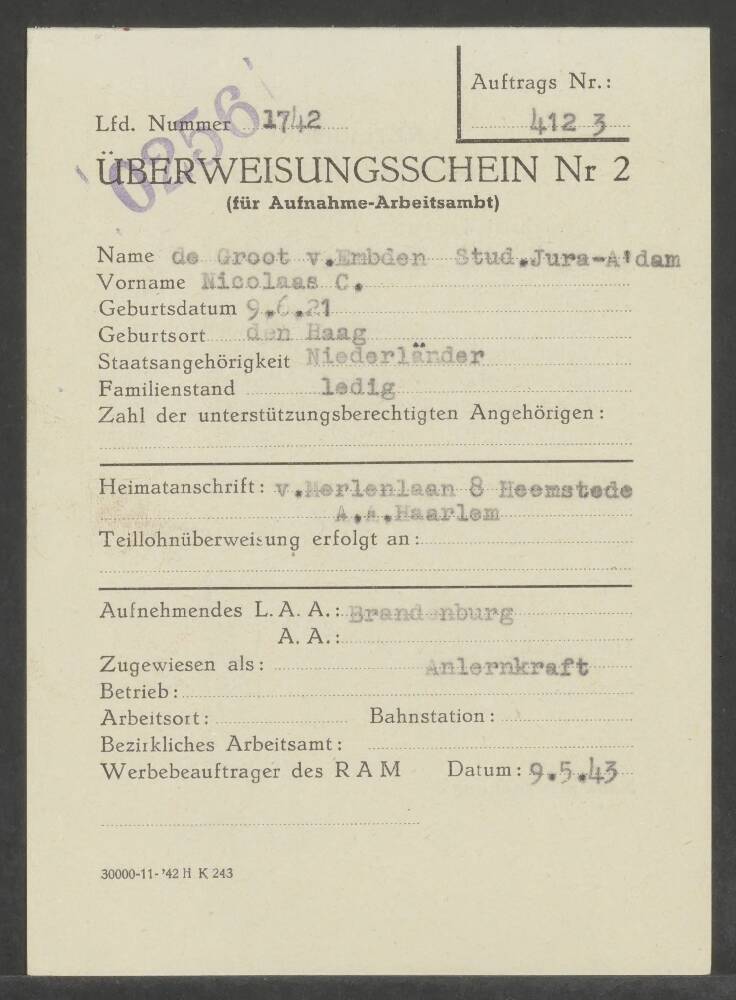 Auftrags Nr.:
412 3
Lfd. Nummer 1742
0256
ÜBERWEISUNGSSCHEIN Nr 2
(für Aufnahme-Arbeitsambt)
Name de Groot v.Embden Stud.Jura-A'dam
Vorname Nicolaas C.
Geburtsdatum 9.6.21
Geburtsort den Haag
Staatsangehörigkeit Niederländer
Familienstand ledig
Zahl der unterstützungsberechtigten Angehörigen:
Heimatanschrift: v.Merlenlaan 8 Heemstede
A.A.Haarlem
Teillohnüberweisung erfolgt an:
Aufnehmendes L. A. A.: Brandenburg
A. A.:
Zugewiesen als: Anlernkraft
Betrieb:
Arbeitsort: Bahnstation:
Bezirkliches Arbeitsamt:
Werbebeauftrager des R A M Datum: 9.5.43
30000-11-'42 H K 243